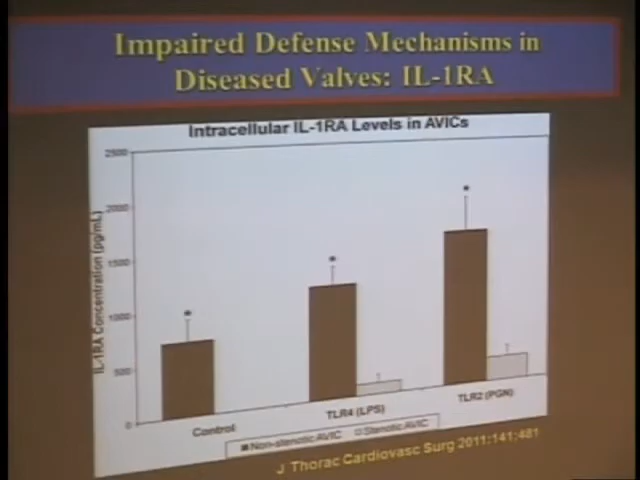 Impaired Defense Mechanisms in
Diseased Valves: IL-1RA
Intracellular IL-1RA Levels in AVICs
2500
2000
1500
1000
500
0
IL-1RA Concentration (pg/mL)
Control
TLR4 (LPS)
TLR2 (PGN)
Non-stenotic AVIC
Stenotic AVIC
J Thorac Cardiovasc Surg 2011:141:481